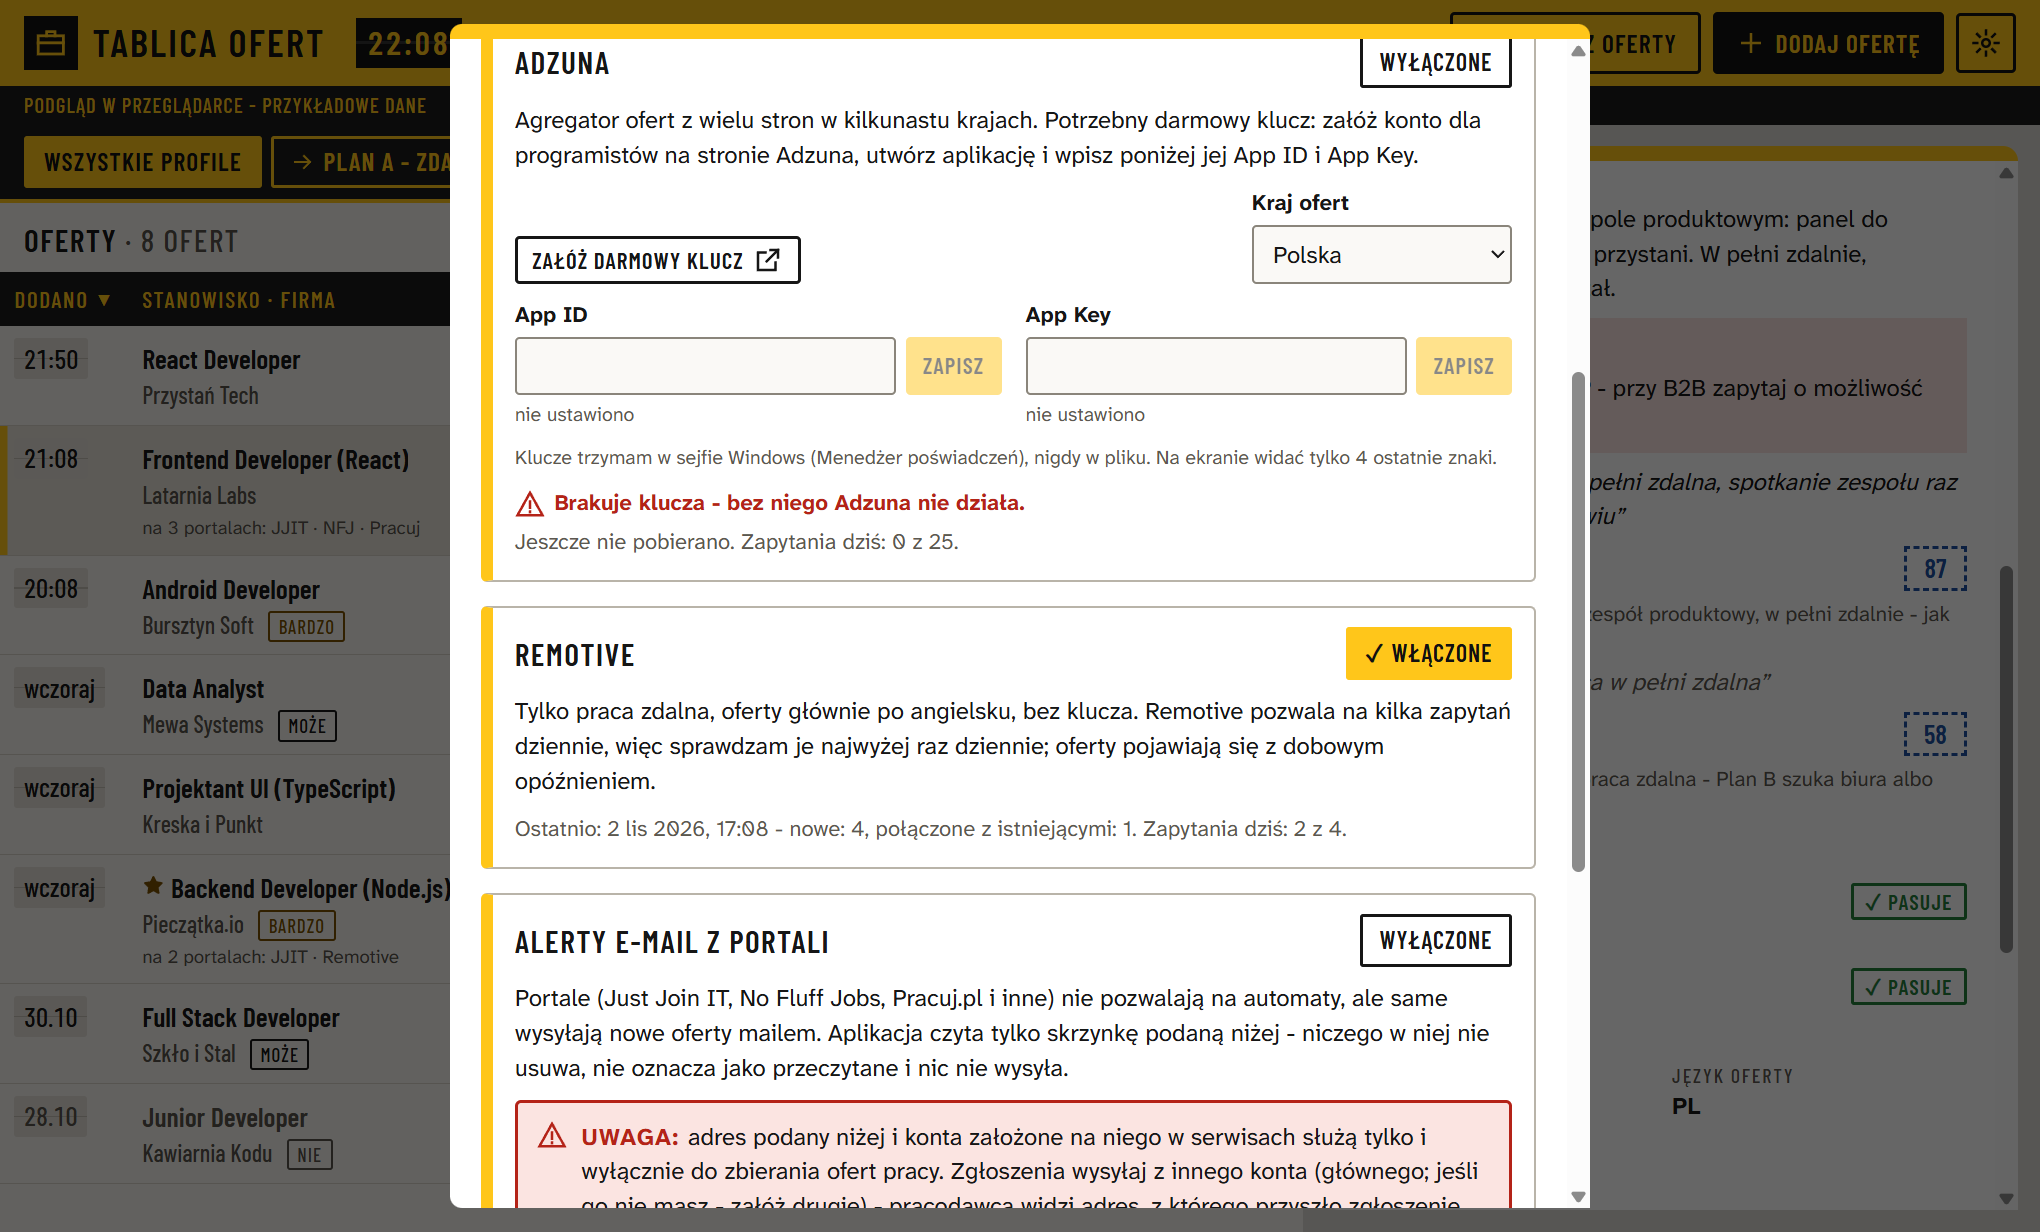 TABLICA OFERT
22:08
OFERTY
DODAJ OFERTĘ
PODGLĄD W PRZEGLĄDARCE - PRZYKŁADOWE DANE
WSZYSTKIE PROFILE
→ PLAN A - ZDA
OFERTY · 8 OFERT
DODANO ▼ STANOWISKO · FIRMA
21:50 React Developer
Przystań Tech
21:08 Frontend Developer (React)
Latarnia Labs
na 3 portalach: JJIT · NFJ · Pracuj
20:08 Android Developer
Bursztyn Soft BARDZO
wczoraj Data Analyst
Mewa Systems MOŻE
wczoraj Projektant UI (TypeScript)
Kreska i Punkt
wczoraj ★ Backend Developer (Node.js)
Pieczątka.io BARDZO
na 2 portalach: JJIT · Remotive
30.10 Full Stack Developer
Szkło i Stal MOŻE
28.10 Junior Developer
Kawiarnia Kodu NIE
ADZUNA
WYŁĄCZONE
Agregator ofert z wielu stron w kilkunastu krajach. Potrzebny darmowy klucz: załóż konto dla
programistów na stronie Adzuna, utwórz aplikację i wpisz poniżej jej App ID i App Key.
Kraj ofert
ZAŁÓŻ DARMOWY KLUCZ
Polska
App ID
App Key
ZAPISZ
ZAPISZ
nie ustawiono
nie ustawiono
Klucze trzymam w sejfie Windows (Menedżer poświadczeń), nigdy w pliku. Na ekranie widać tylko 4 ostatnie znaki.
Brakuje klucza - bez niego Adzuna nie działa.
Jeszcze nie pobierano. Zapytania dziś: 0 z 25.
REMOTIVE
✓ WŁĄCZONE
Tylko praca zdalna, oferty głównie po angielsku, bez klucza. Remotive pozwala na kilka zapytań
dziennie, więc sprawdzam je najwyżej raz dziennie; oferty pojawiają się z dobowym
opóźnieniem.
Ostatnio: 2 lis 2026, 17:08 - nowe: 4, połączone z istniejącymi: 1. Zapytania dziś: 2 z 4.
ALERTY E-MAIL Z PORTALI
WYŁĄCZONE
Portale (Just Join IT, No Fluff Jobs, Pracuj.pl i inne) nie pozwalają na automaty, ale same
wysyłają nowe oferty mailem. Aplikacja czyta tylko skrzynkę podaną niżej - niczego w niej nie
usuwa, nie oznacza jako przeczytane i nic nie wysyła.
UWAGA: adres podany niżej i konta założone na niego w serwisach służą tylko i
wyłącznie do zbierania ofert pracy. Zgłoszenia wysyłaj z innego konta (głównego; jeśli
go nie masz - załóż drugie) - pracodawca widzi adres, z którego przyszło zgłoszenie
pole produktowym: panel do
przystani. W pełni zdalnie,
ał.
- przy B2B zapytaj o możliwość
pełni zdalna, spotkanie zespołu raz
wiu”
87
zespół produktowy, w pełni zdalnie - jak
a w pełni zdalna”
58
raca zdalna - Plan B szuka biura albo
✓ PASUJE
✓ PASUJE
JĘZYK OFERTY
PL